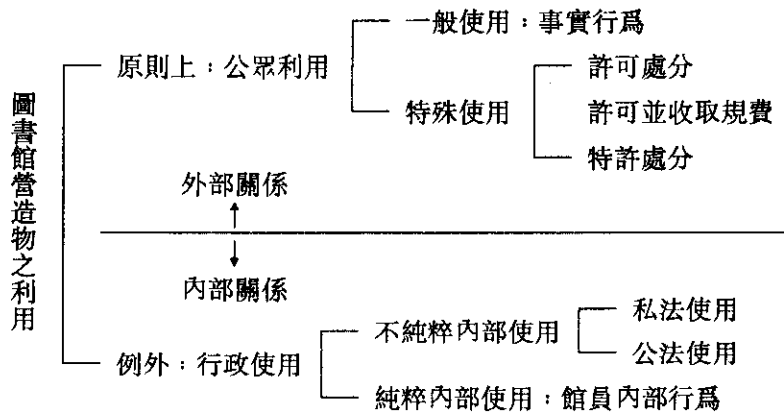 圖書館營造物之利用
原則上：公眾利用
一般使用：事實行爲
特殊使用
許可處分
許可並收取規費
特許處分
外部關係
內部關係
例外：行政使用
不純粹內部使用
私法使用
公法使用
純粹內部使用：館員內部行爲